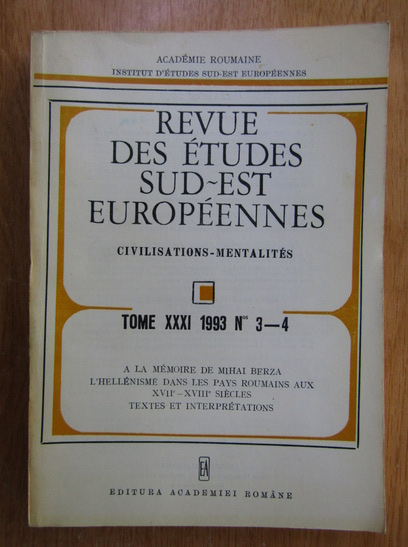 ACADÉMIE ROUMAINE
INSTITUT D'ÉTUDES SUD-EST EUROPÉENNES
REVUE
DES ÉTUDES
SUD~EST
EUROPÉENNES
CIVILISATIONS-MENTALITÉS
TOME XXXI 1993 Nos 3—4
A LA MÉMOIRE DE MIHAI BERZA
L'HELLÉNISME DANS LES PAYS ROUMAINS AUX
XVIIe–XVIIIe SIÈCLES
TEXTES ET INTERPRÉTATIONS
EA
EDITURA ACADEMIEI ROMÂNE